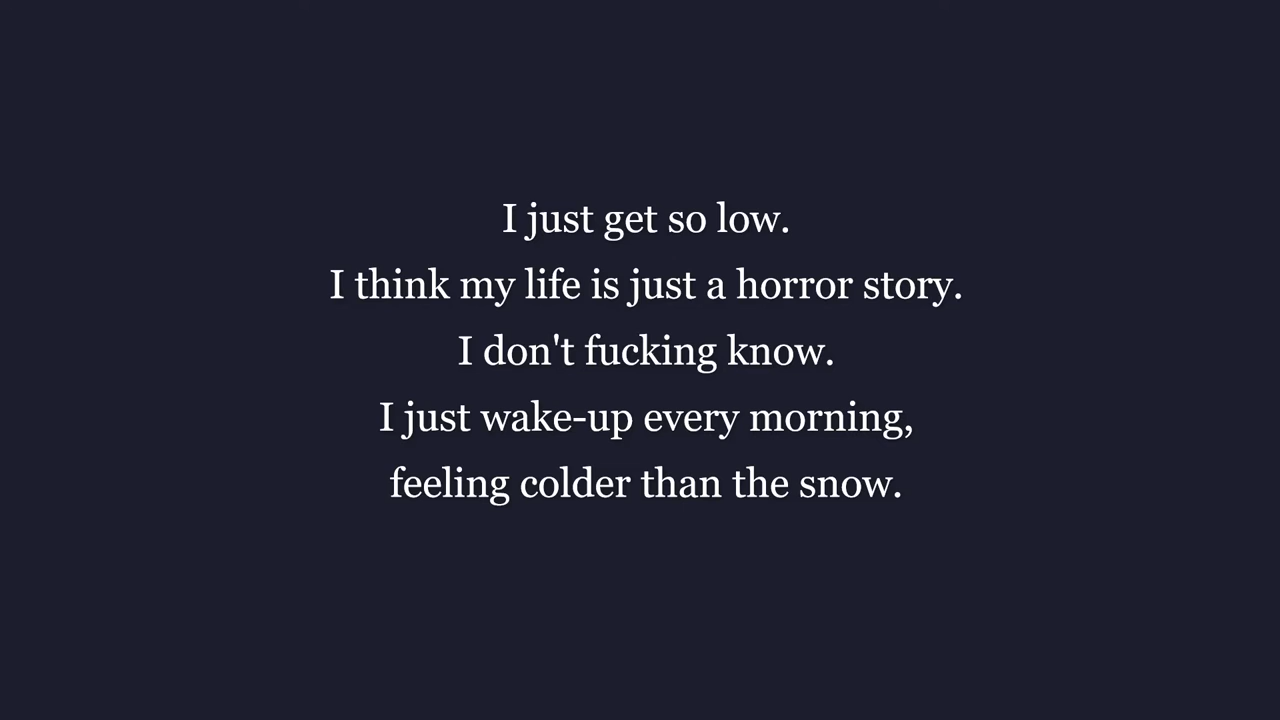 I just get so low.
I think my life is just a horror story.
I don't fucking know.
I just wake-up every morning,
feeling colder than the snow.